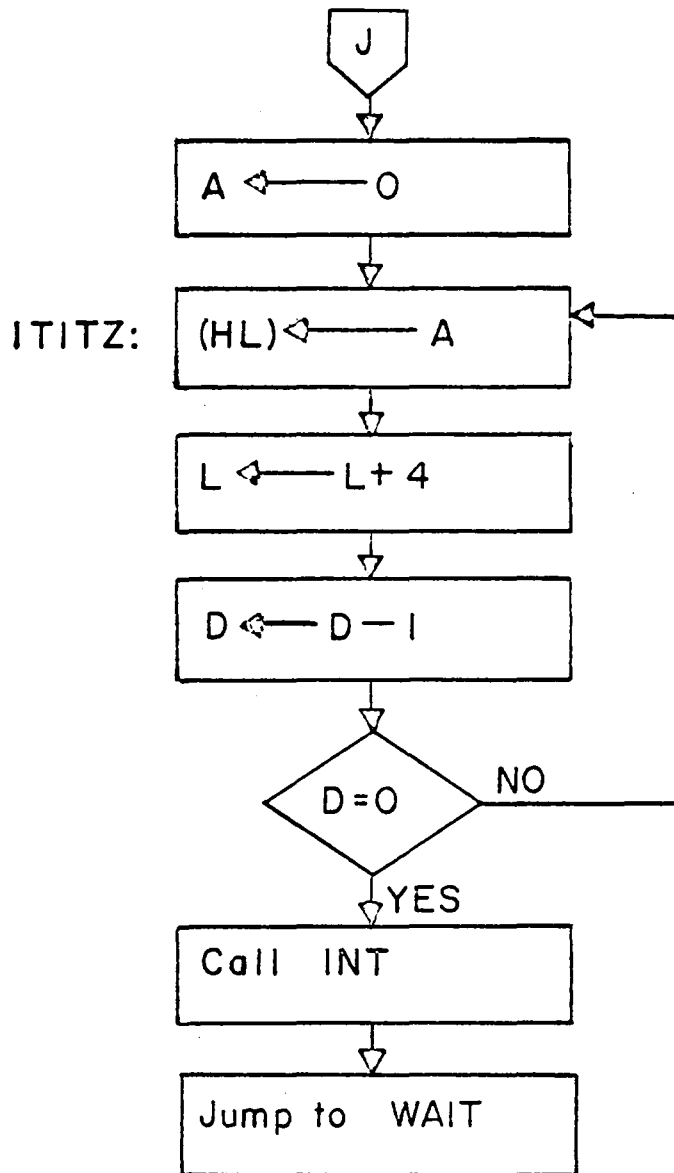 J
A ← 0
ITITZ: (HL) ← A
L ← L + 4
D ← D — 1
D = 0 NO
YES
Call INT
Jump to WAIT